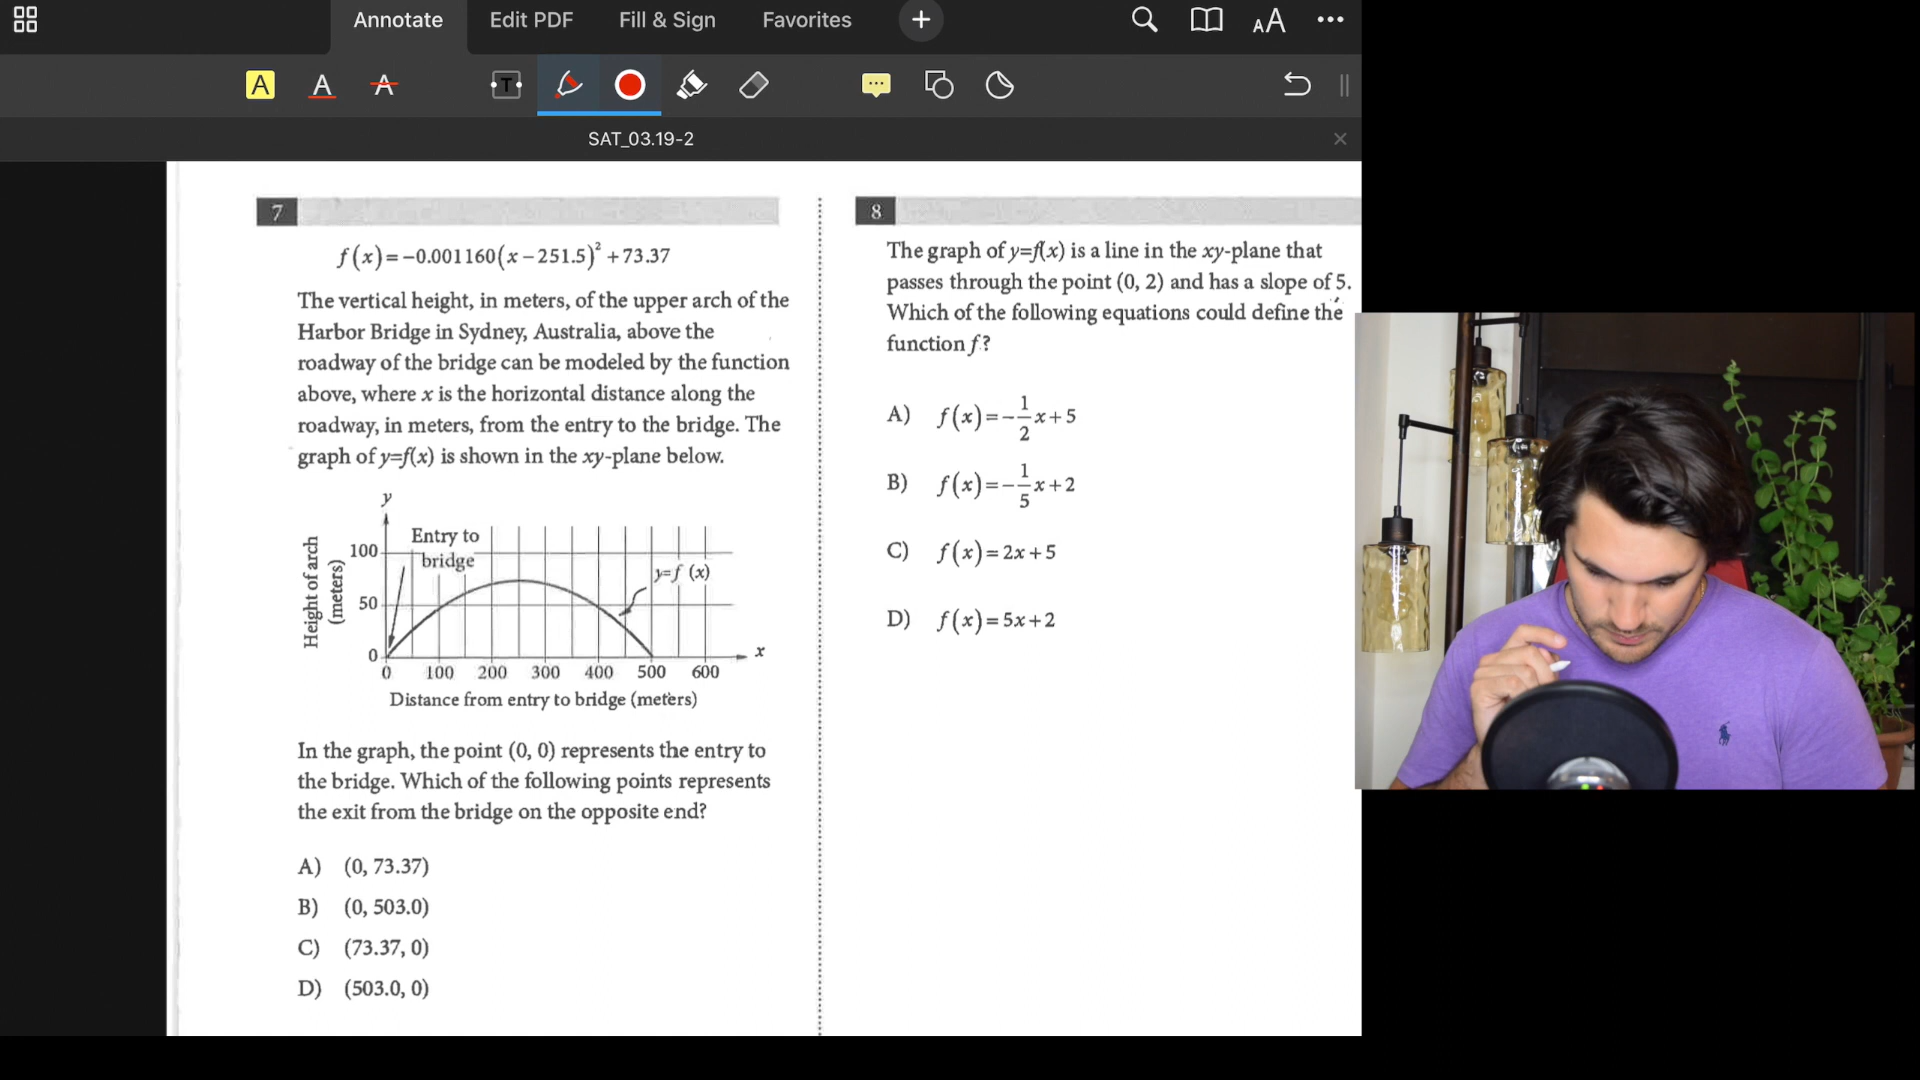 Annotate
Edit PDF
Fill & Sign
Favorites
+
AA
A
A
A
T
SAT_03.19-2
7
f(x)=−0.001160(x−251.5)²+73.37
The vertical height, in meters, of the upper arch of the
Harbor Bridge in Sydney, Australia, above the
roadway of the bridge can be modeled by the function
above, where x is the horizontal distance along the
roadway, in meters, from the entry to the bridge. The
graph of y=f(x) is shown in the xy-plane below.
y
Height of arch
(meters)
100
50
0
Entry to
bridge
y=f (x)
x
0 100 200 300 400 500 600
Distance from entry to bridge (meters)
In the graph, the point (0, 0) represents the entry to
the bridge. Which of the following points represents
the exit from the bridge on the opposite end?
A) (0, 73.37)
B) (0, 503.0)
C) (73.37, 0)
D) (503.0, 0)
8
The graph of y=f(x) is a line in the xy-plane that
passes through the point (0, 2) and has a slope of 5.
Which of the following equations could define the
function f?
A) f(x)=−1/2x+5
B) f(x)=−1/5x+2
C) f(x)=2x+5
D) f(x)=5x+2